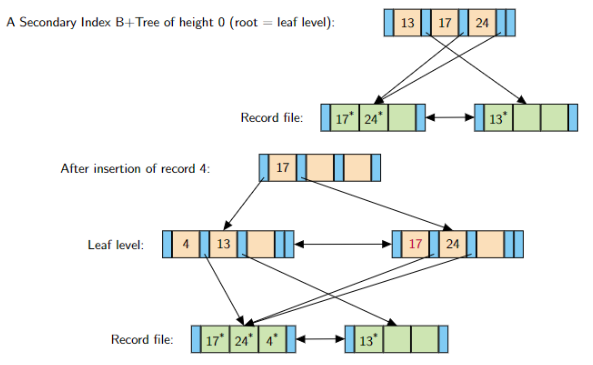 A Secondary Index B+Tree of height 0 (root = leaf level): 13 17 24
Record file: 17* 24* 13*
After insertion of record 4: 17
Leaf level: 4 13 17 24
Record file: 17* 24* 4* 13*